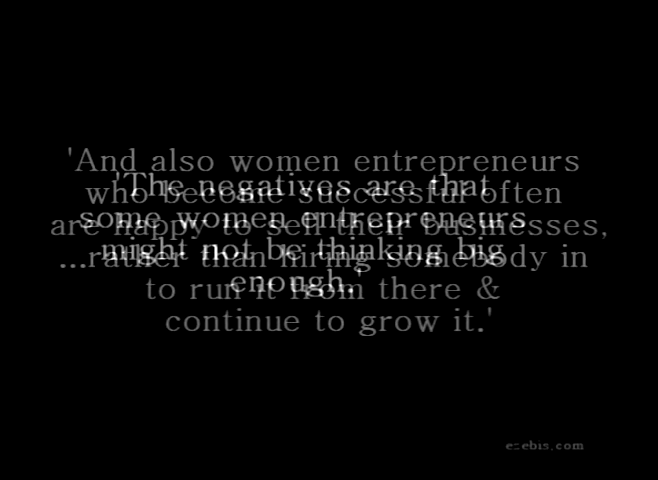 'And also women entrepreneurs
who become successful often
are happy to sell their businesses,
...rather than hiring somebody in
to run it from there &
continue to grow it.'
'The negatives are that
some women entrepreneurs
might not be thinking big
enough.'
ezebis.com